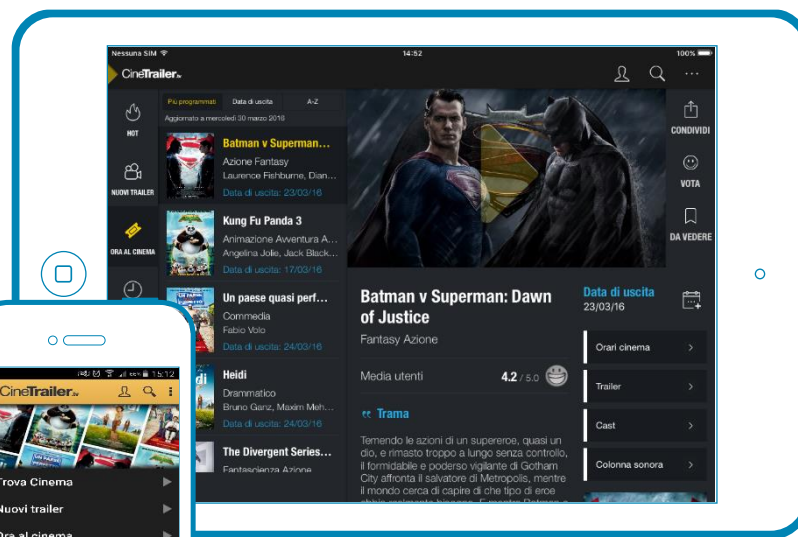 Nessuna SIM
14:52
100%
CineTrailer.tv
Più programmati
Data di uscita
A-Z
Aggiornato a mercoledì 30 marzo 2016
HOT
NUOVI TRAILER
ORA AL CINEMA
Batman v Superman...
Azione Fantasy
Laurence Fishburne, Dian...
Data di uscita: 23/03/16
Kung Fu Panda 3
Animazione Avventura A...
Angelina Jolie, Jack Black...
Data di uscita: 17/03/16
Un paese quasi perf...
Commedia
Fabio Volo
Data di uscita: 24/03/16
Heidi
Drammatico
Bruno Ganz, Maxim Meh...
Data di uscita: 24/03/16
The Divergent Series...
Fantascienza Azione
CONDIVIDI
VOTA
DA VEDERE
Batman v Superman: Dawn
of Justice
Fantasy Azione
Media utenti
4.2 / 5.0
Trama
Temendo le azioni di un supereroe, quasi un
dio, e rimasto troppo a lungo senza controllo,
il formidabile e poderoso vigilante di Gotham
City affronta il salvatore di Metropolis, mentre
il mondo cerca di capire di che tipo di eroe
Data di uscita
23/03/16
Orari cinema
Trailer
Cast
Colonna sonora
15:12
CineTrailer.tv
Trova Cinema
Nuovi trailer
Ora al cinema